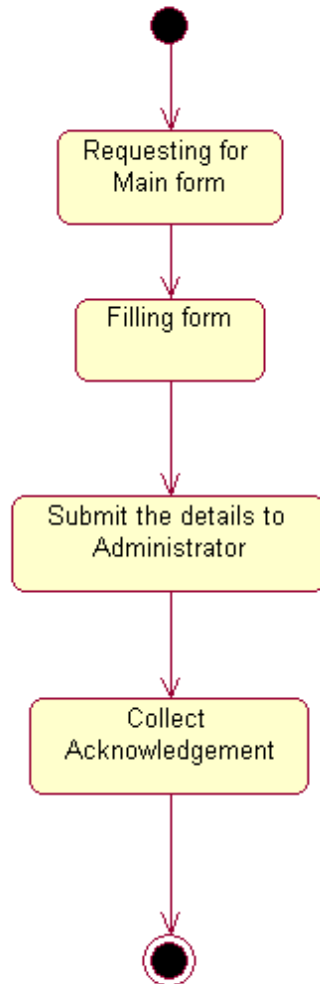 Requesting for
Main form
Filling form
Submit the details to
Administrator
Collect
Acknowledgement